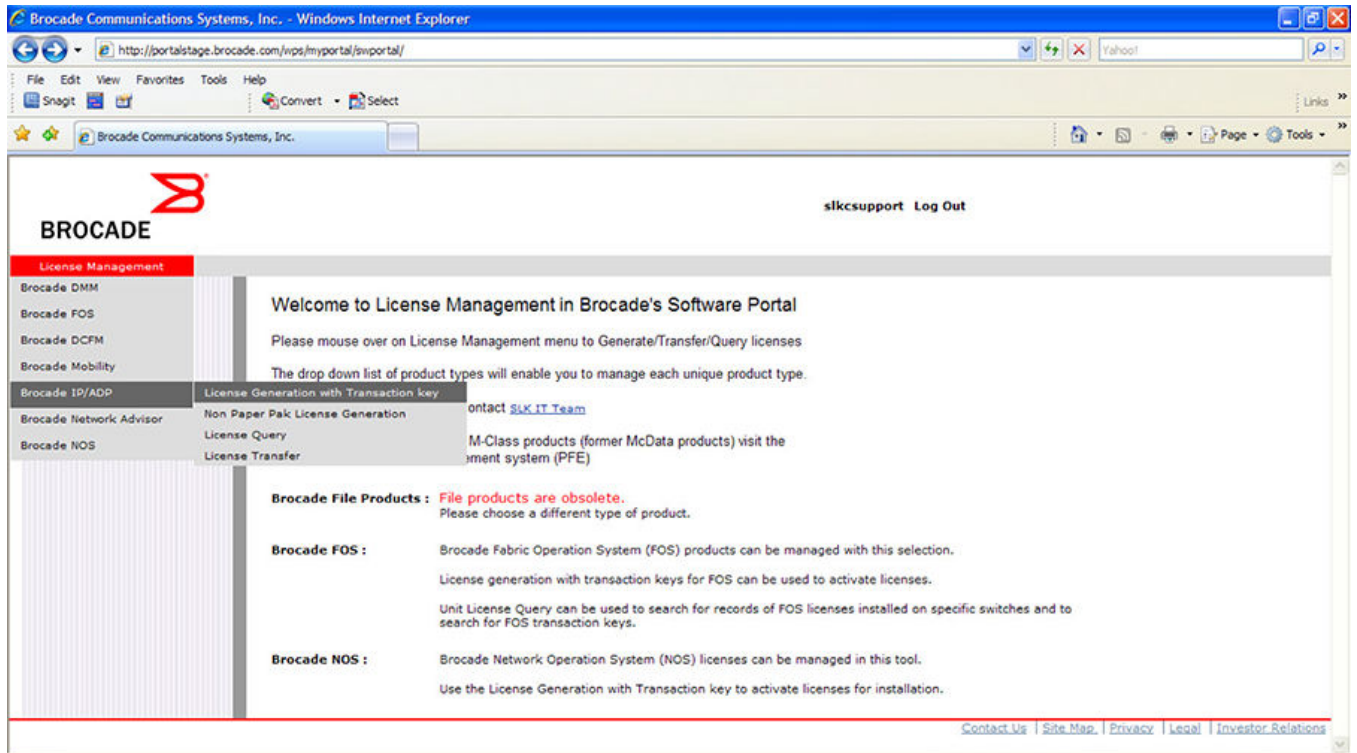 Brocade Communications Systems, Inc. - Windows Internet Explorer
http://portalstage.brocade.com/wps/myportal/swportal/
Yahoo!
File Edit View Favorites Tools Help
Snagit
Convert
Select
Links
Brocade Communications Systems, Inc.
Page
Tools
BROCADE
slkcsupport Log Out
License Management
Brocade DMM
Brocade FOS
Brocade DCFM
Brocade Mobility
Brocade IP/ADP
Brocade Network Advisor
Brocade NOS
License Generation with Transaction key
Non Paper Pak License Generation
License Query
License Transfer
Welcome to License Management in Brocade's Software Portal
Please mouse over on License Management menu to Generate/Transfer/Query licenses
The drop down list of product types will enable you to manage each unique product type.
ontact SLK IT Team
M-Class products (former McData products) visit the
ment system (PFE)
Brocade File Products : File products are obsolete.
Please choose a different type of product.
Brocade FOS : Brocade Fabric Operation System (FOS) products can be managed with this selection.
License generation with transaction keys for FOS can be used to activate licenses.
Unit License Query can be used to search for records of FOS licenses installed on specific switches and to
search for FOS transaction keys.
Brocade NOS : Brocade Network Operation System (NOS) licenses can be managed in this tool.
Use the License Generation with Transaction key to activate licenses for installation.
Contact Us | Site Map | Privacy | Legal | Investor Relations